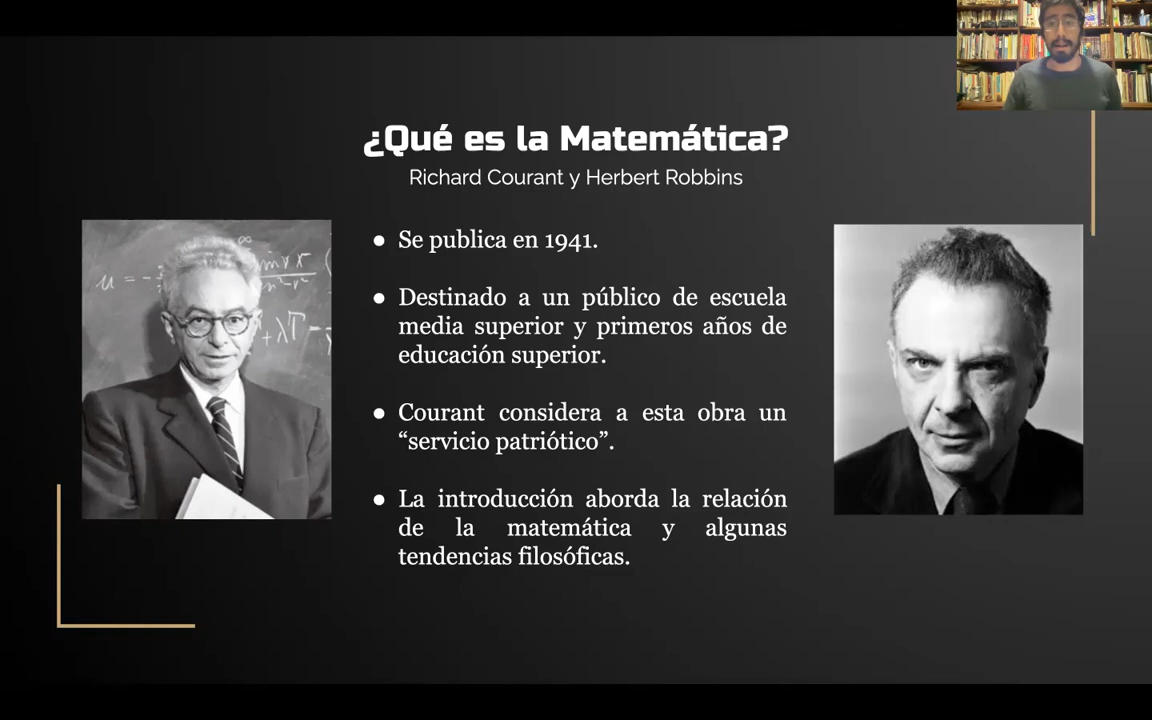 ¿Qué es la Matemática?
Richard Courant y Herbert Robbins
● Se publica en 1941.
● Destinado a un público de escuela
media superior y primeros años de
educación superior.
● Courant considera a esta obra un
“servicio patriótico”.
● La introducción aborda la relación
de la matemática y algunas
tendencias filosóficas.